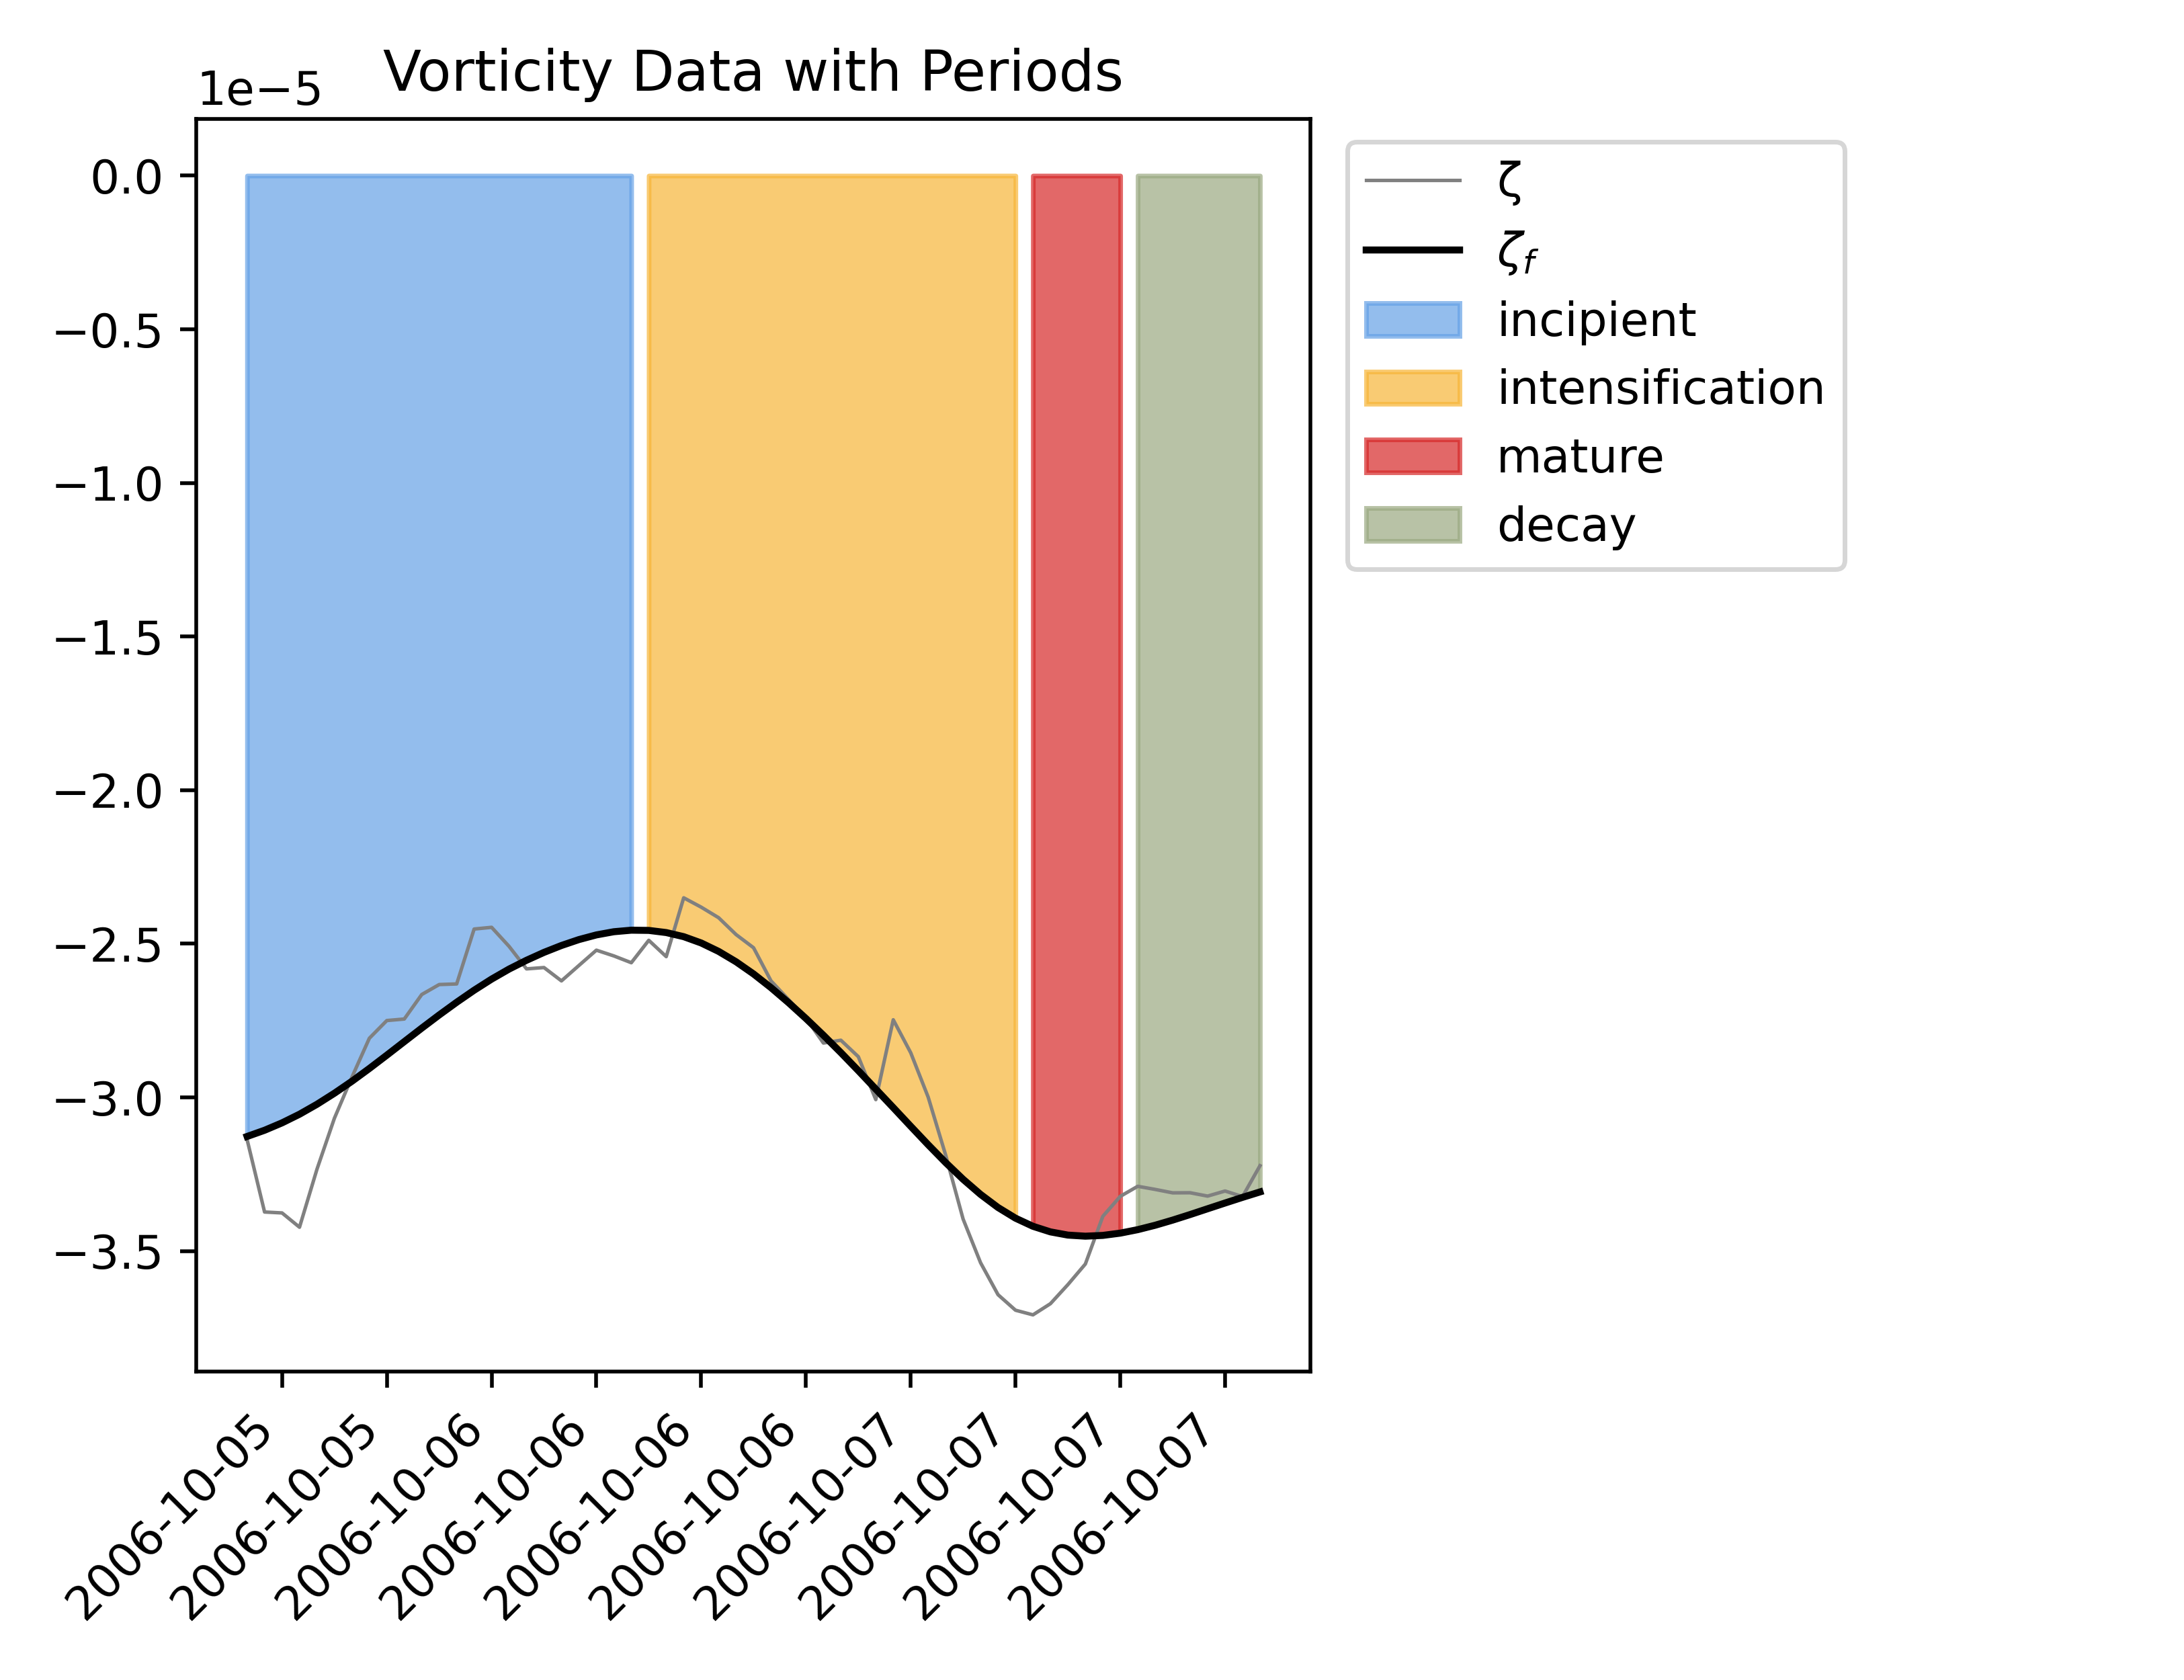 Vorticity Data with Periods
1e−5
0.0
−0.5
−1.0
−1.5
−2.0
−2.5
−3.0
−3.5
2006-10-05
2006-10-05
2006-10-06
2006-10-06
2006-10-06
2006-10-06
2006-10-07
2006-10-07
2006-10-07
2006-10-07
ζ
ζf
incipient
intensification
mature
decay